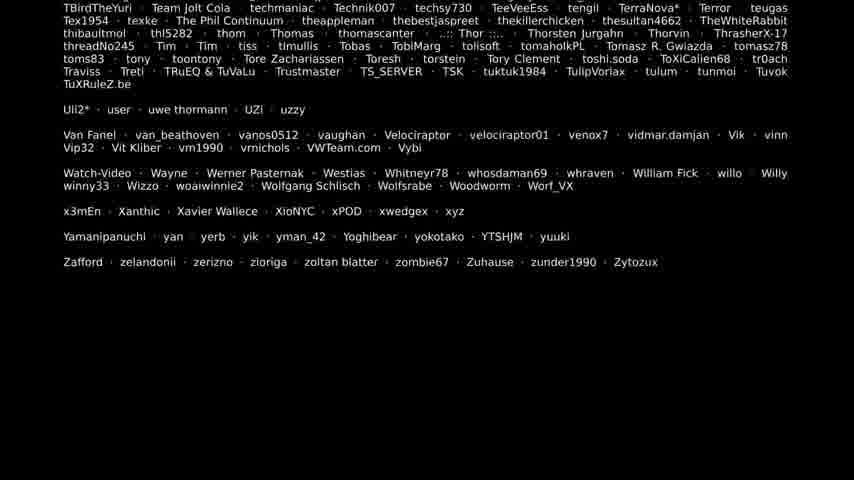 TBirdTheYuri · Team Jolt Cola · techmaniac · Technik007 · techsy730 · TeeVeeEss · tengil · TerraNova* · Terror · teugas
Tex1954 · texke · The Phil Continuum · theappleman · thebestjaspreet · thekillerchicken · thesultan4662 · TheWhiteRabbit
thibaultmol · thl5282 · thom · Thomas · thomascanter · ..:: Thor ::.. · Thorsten Jurgahn · Thorvin · ThrasherX-17
threadNo245 · Tim · Tim · tiss · tlmullis · Tobas · TobiMarg · tolisoft · tomaholkPL · Tomasz R. Gwiazda · tomasz78
toms83 · tony · toontony · Tore Zachariassen · Toresh · torstein · Tory Clement · toshi.soda · ToXiCalien68 · tr0ach
Traviss · Treti · TRuEQ & TuVaLu · Trustmaster · TS_SERVER · TSK · tuktuk1984 · TulipVoriax · tulum · tunmoi · Tuvok
TuXRuleZ.be
Uli2* · user · uwe thormann · UZi · uzzy
Van Fanel · van_beathoven · vanos0512 · vaughan · Velociraptor · velociraptor01 · venox7 · vidmar.damjan · Vik · vinn
Vip32 · Vit Kliber · vm1990 · vrnichols · VWTeam.com · Vybi
Watch-Video · Wayne · Werner Pasternak · Westias · Whitneyr78 · whosdaman69 · whraven · William Fick · willo · Willy
winny33 · Wizzo · woaiwinnie2 · Wolfgang Schlisch · Wolfsrabe · Woodworm · Worf_VX
x3mEn · Xanthic · Xavier Wallece · XioNYC · xPOD · xwedgex · xyz
Yamanipanuchi · yan · yerb · yik · yman_42 · Yoghibear · yokotako · YTSHJM · yuuki
Zafford · zelandonii · zerizno · zioriga · zoltan blatter · zombie67 · Zuhause · zunder1990 · Zytozux